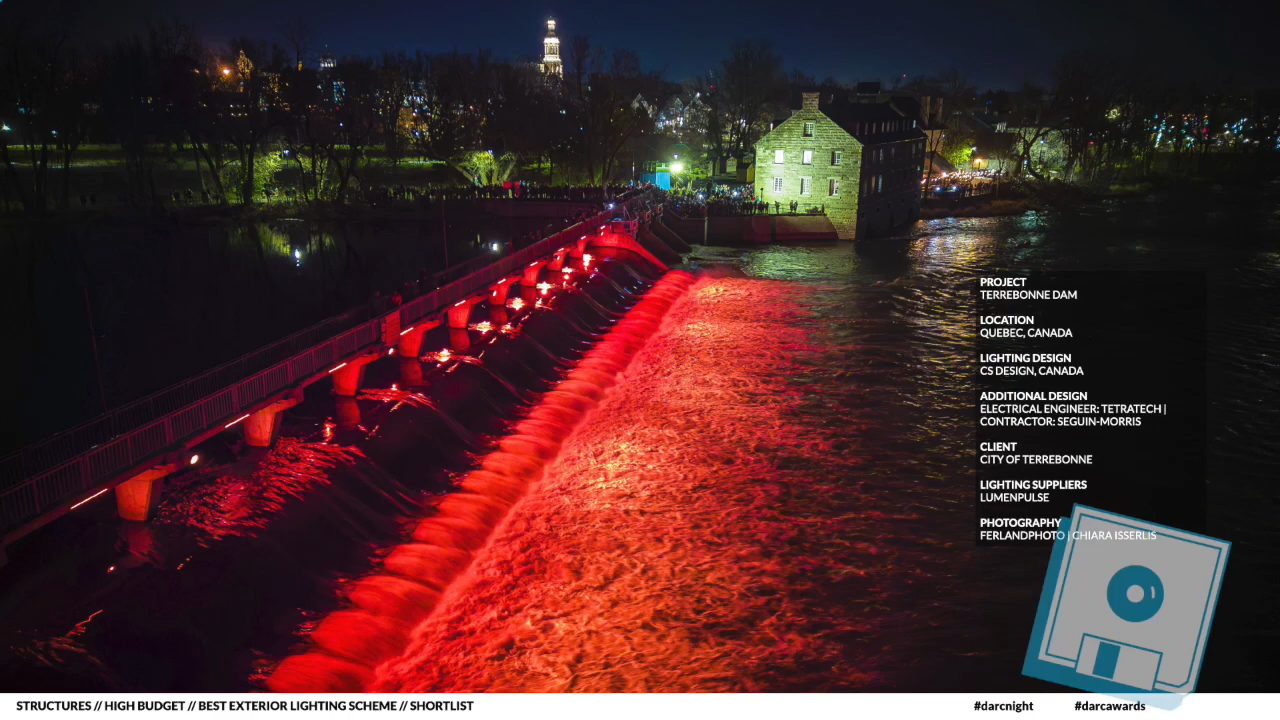 PROJECT
TERREBONNE DAM
LOCATION
QUEBEC, CANADA
LIGHTING DESIGN
CS DESIGN, CANADA
ADDITIONAL DESIGN
ELECTRICAL ENGINEER: TETRATECH |
CONTRACTOR: SEGUIN-MORRIS
CLIENT
CITY OF TERREBONNE
LIGHTING SUPPLIERS
LUMENPULSE
PHOTOGRAPHY
FERLANDPHOTO | CHIARA ISSERLIS
STRUCTURES // HIGH BUDGET // BEST EXTERIOR LIGHTING SCHEME // SHORTLIST
#darcnight #darcawards